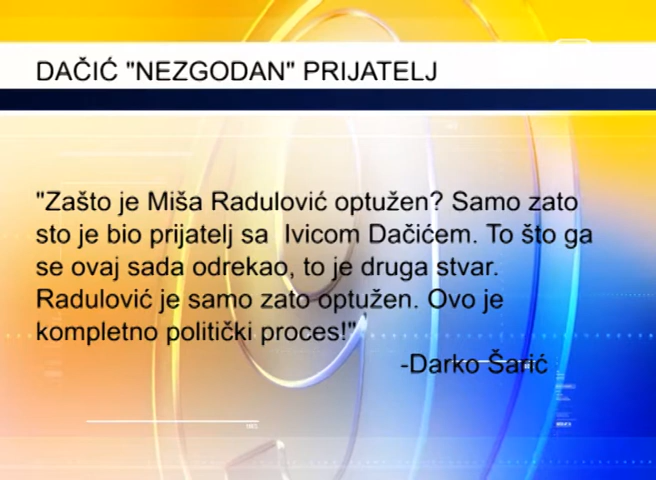 DAČIĆ "NEZGODAN" PRIJATELJ
"Zašto je Miša Radulović optužen? Samo zato
sto je bio prijatelj sa Ivicom Dačićem. To što ga
se ovaj sada odrekao, to je druga stvar.
Radulović je samo zato optužen. Ovo je
kompletno politički proces!"
-Darko Šarić